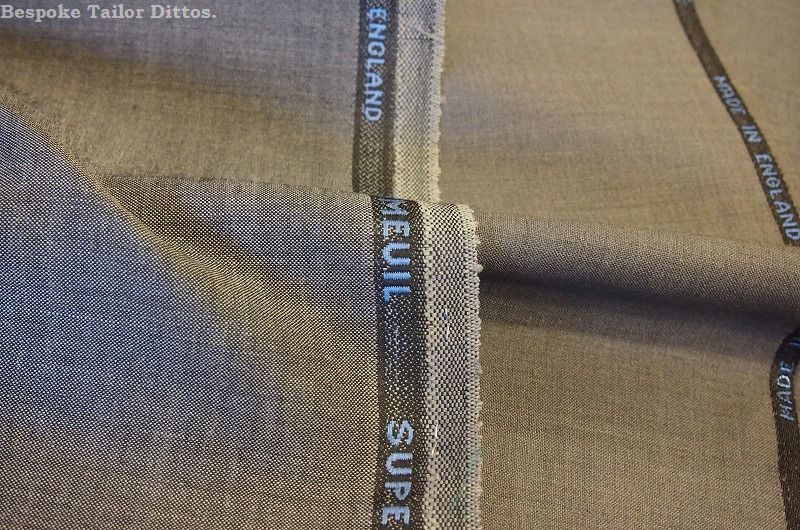 Bespoke Tailor Dittos.
ENGLAND
MADE IN ENGLAND
MEUIL — SUPE
MADE